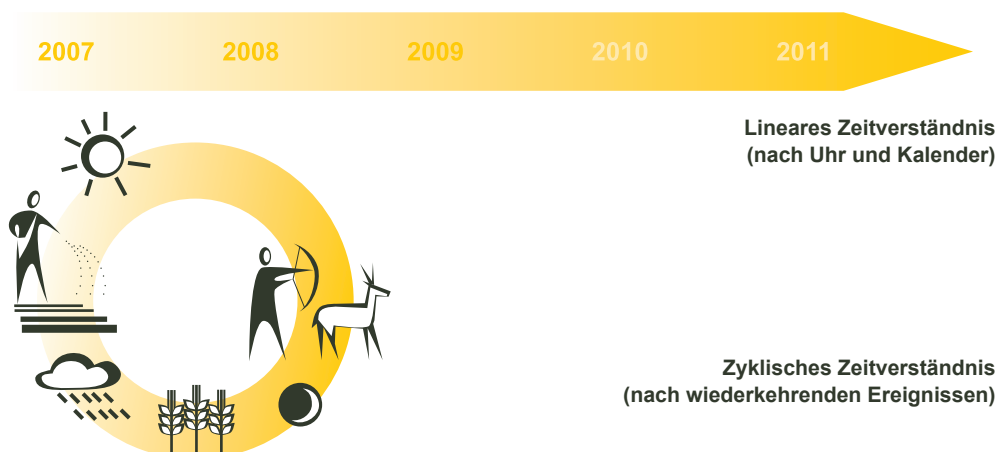 2007 2008 2009 2010 2011
Lineares Zeitverständnis
(nach Uhr und Kalender)
Zyklisches Zeitverständnis
(nach wiederkehrenden Ereignissen)